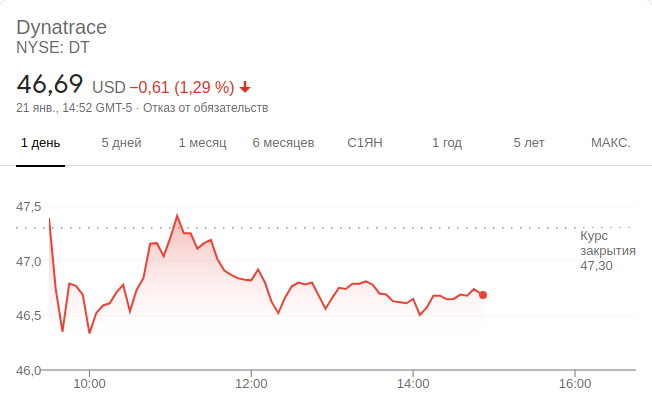 Dynatrace
NYSE: DT
46,69 USD −0,61 (1,29 %)
21 янв., 14:52 GMT-5 · Отказ от обязательств
1 день 5 дней 1 месяц 6 месяцев С1ЯН 1 год 5 лет МАКС.
47,5
Курс
закрытия
47,30
47,0
46,5
46,0
10:00 12:00 14:00 16:00